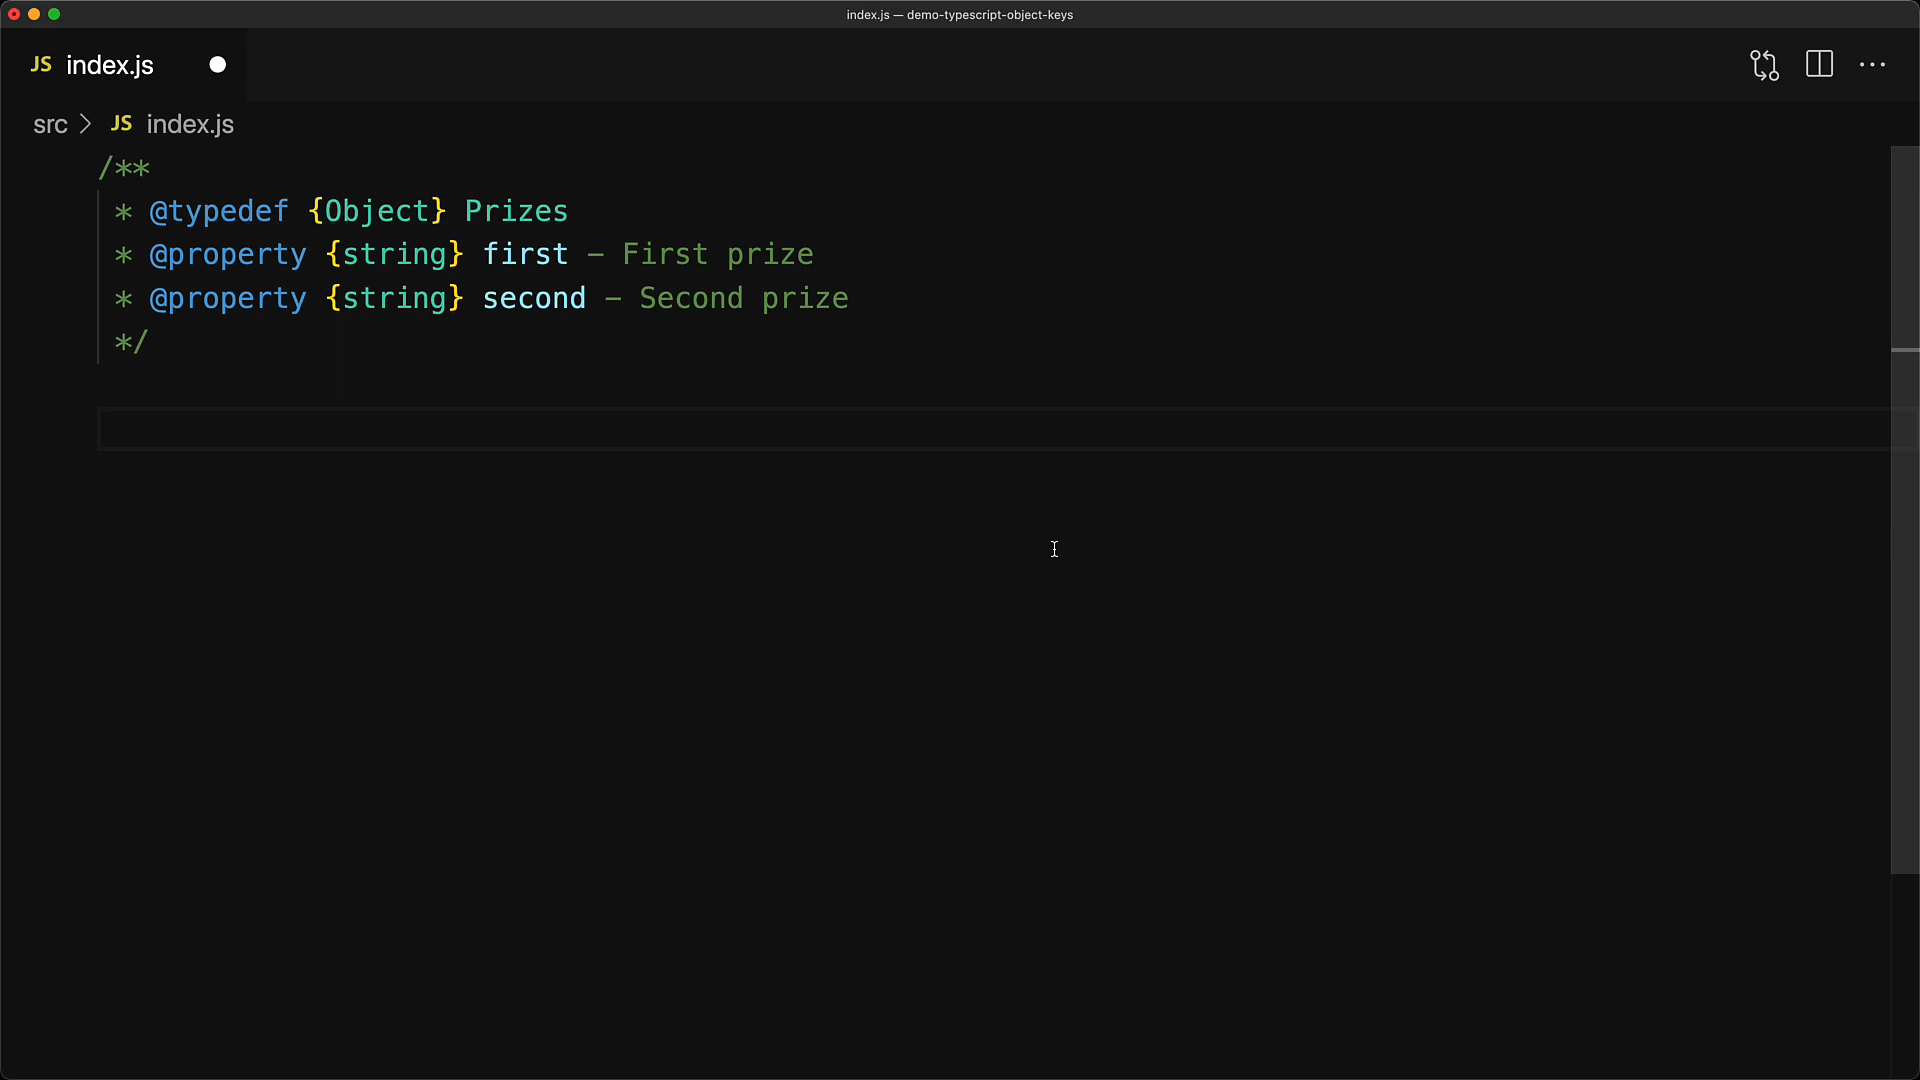 index.js — demo-typescript-object-keys
JS index.js
src > JS index.js
/**
* @typedef {Object} Prizes
* @property {string} first – First prize
* @property {string} second – Second prize
*/